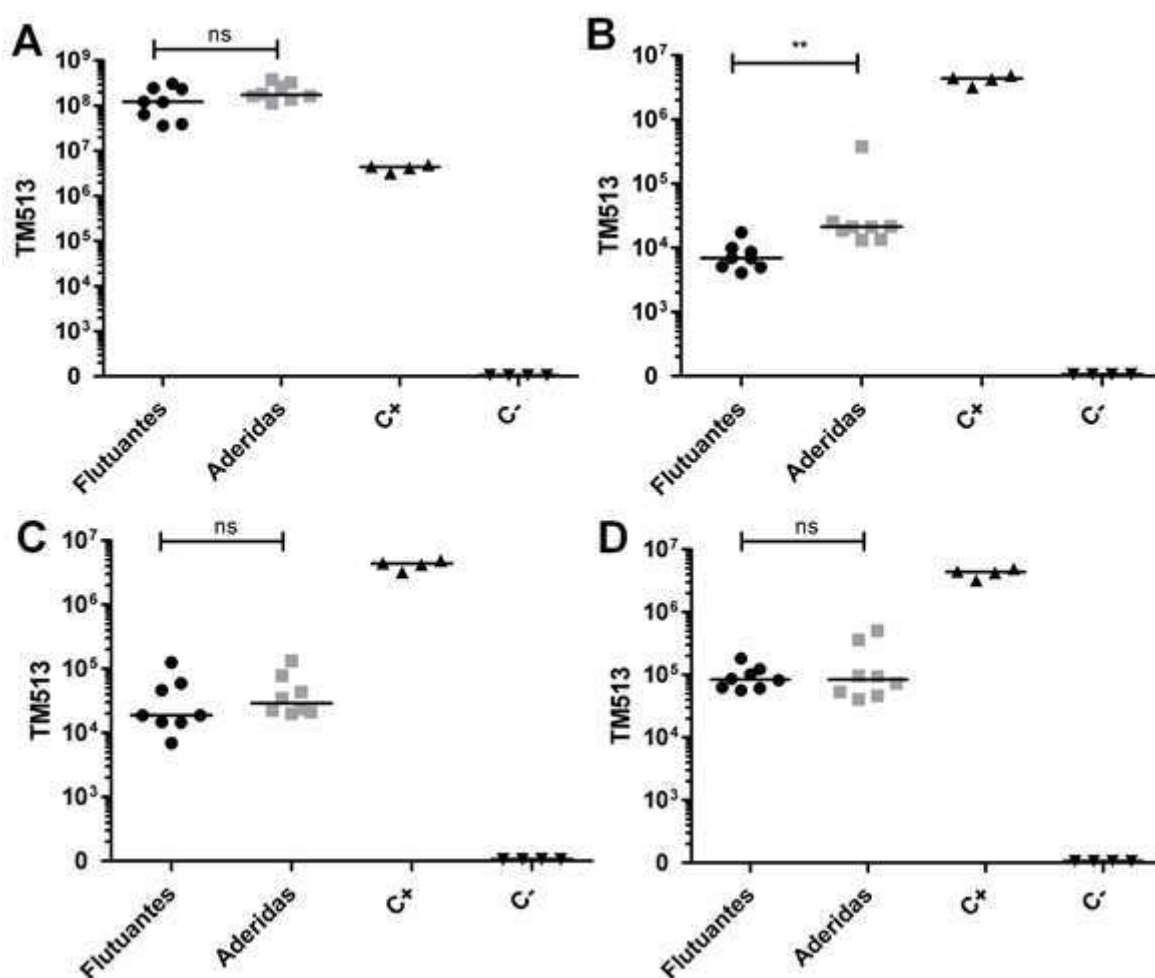 A
ns
10⁹
10⁸
10⁷
10⁶
10⁵
10⁴
10³
0
TM513
Flutuantes
Aderidas
C+
C-
B
**
10⁷
10⁶
10⁵
10⁴
10³
0
TM513
Flutuantes
Aderidas
C+
C-
C
ns
10⁷
10⁶
10⁵
10⁴
10³
0
TM513
Flutuantes
Aderidas
C+
C-
D
ns
10⁷
10⁶
10⁵
10⁴
10³
0
TM513
Flutuantes
Aderidas
C+
C-